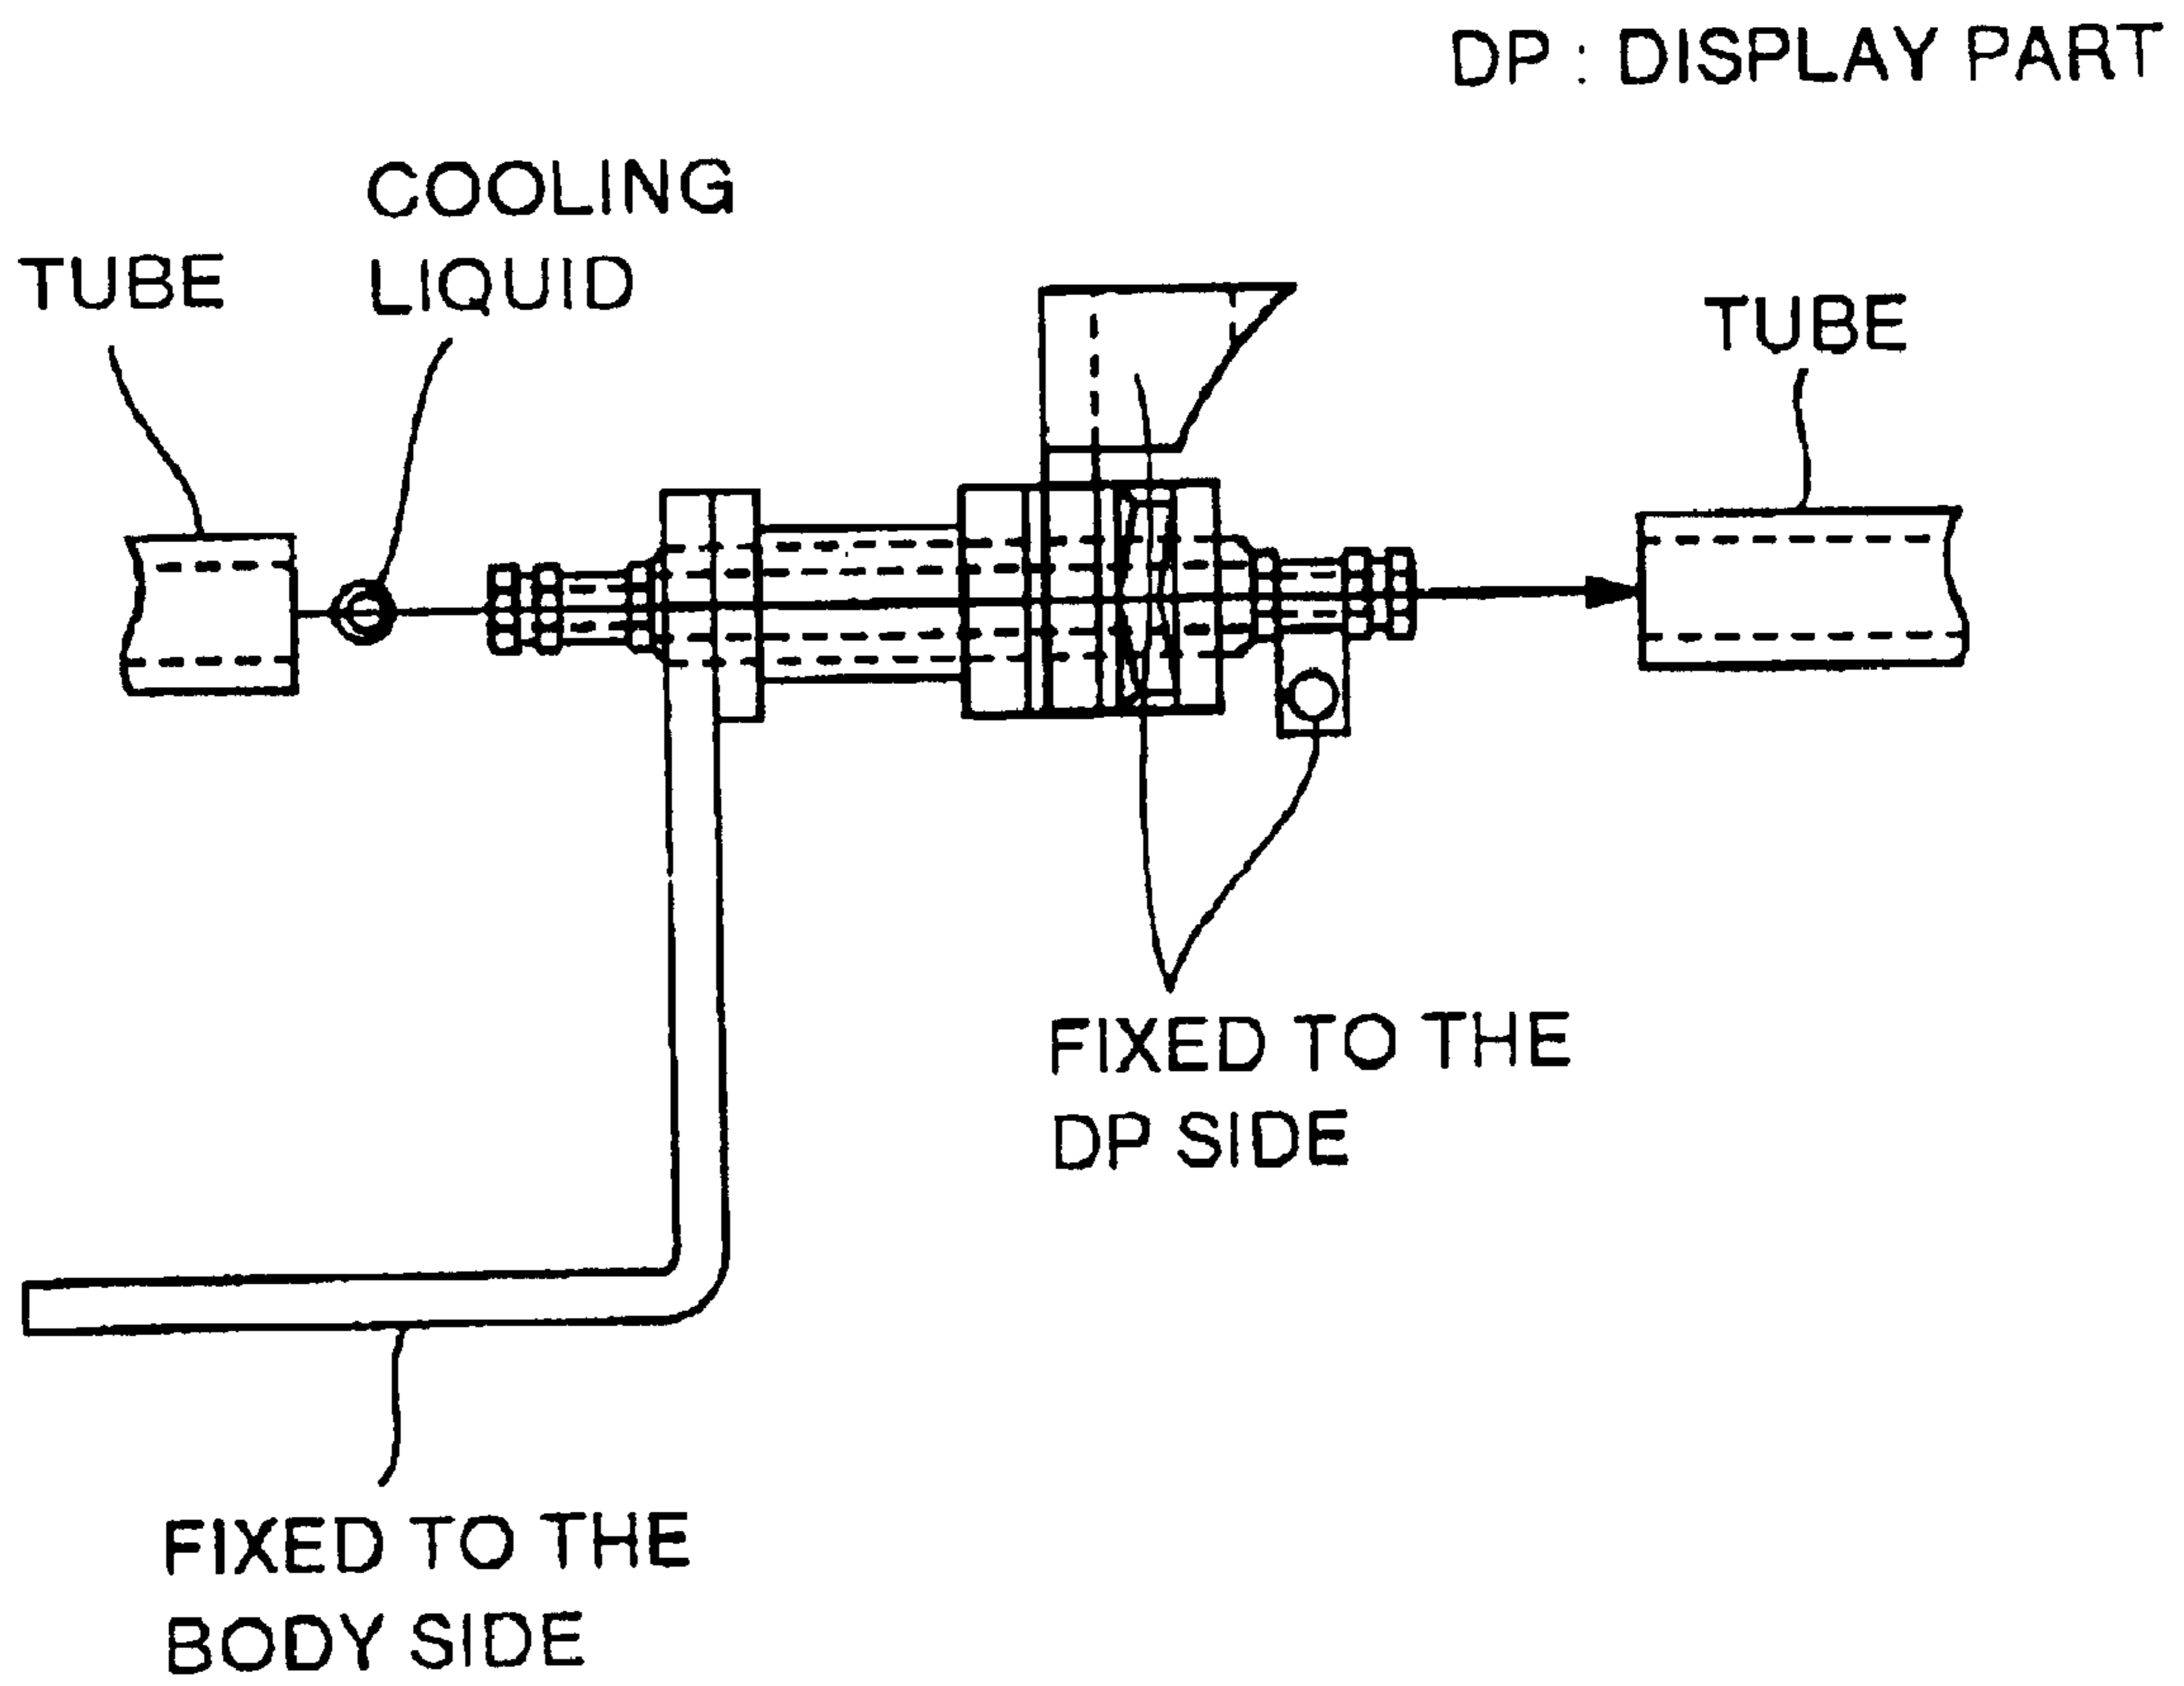 DP : DISPLAY PART
COOLING
LIQUID
TUBE
TUBE
FIXED TO THE
DP SIDE
FIXED TO THE
BODY SIDE